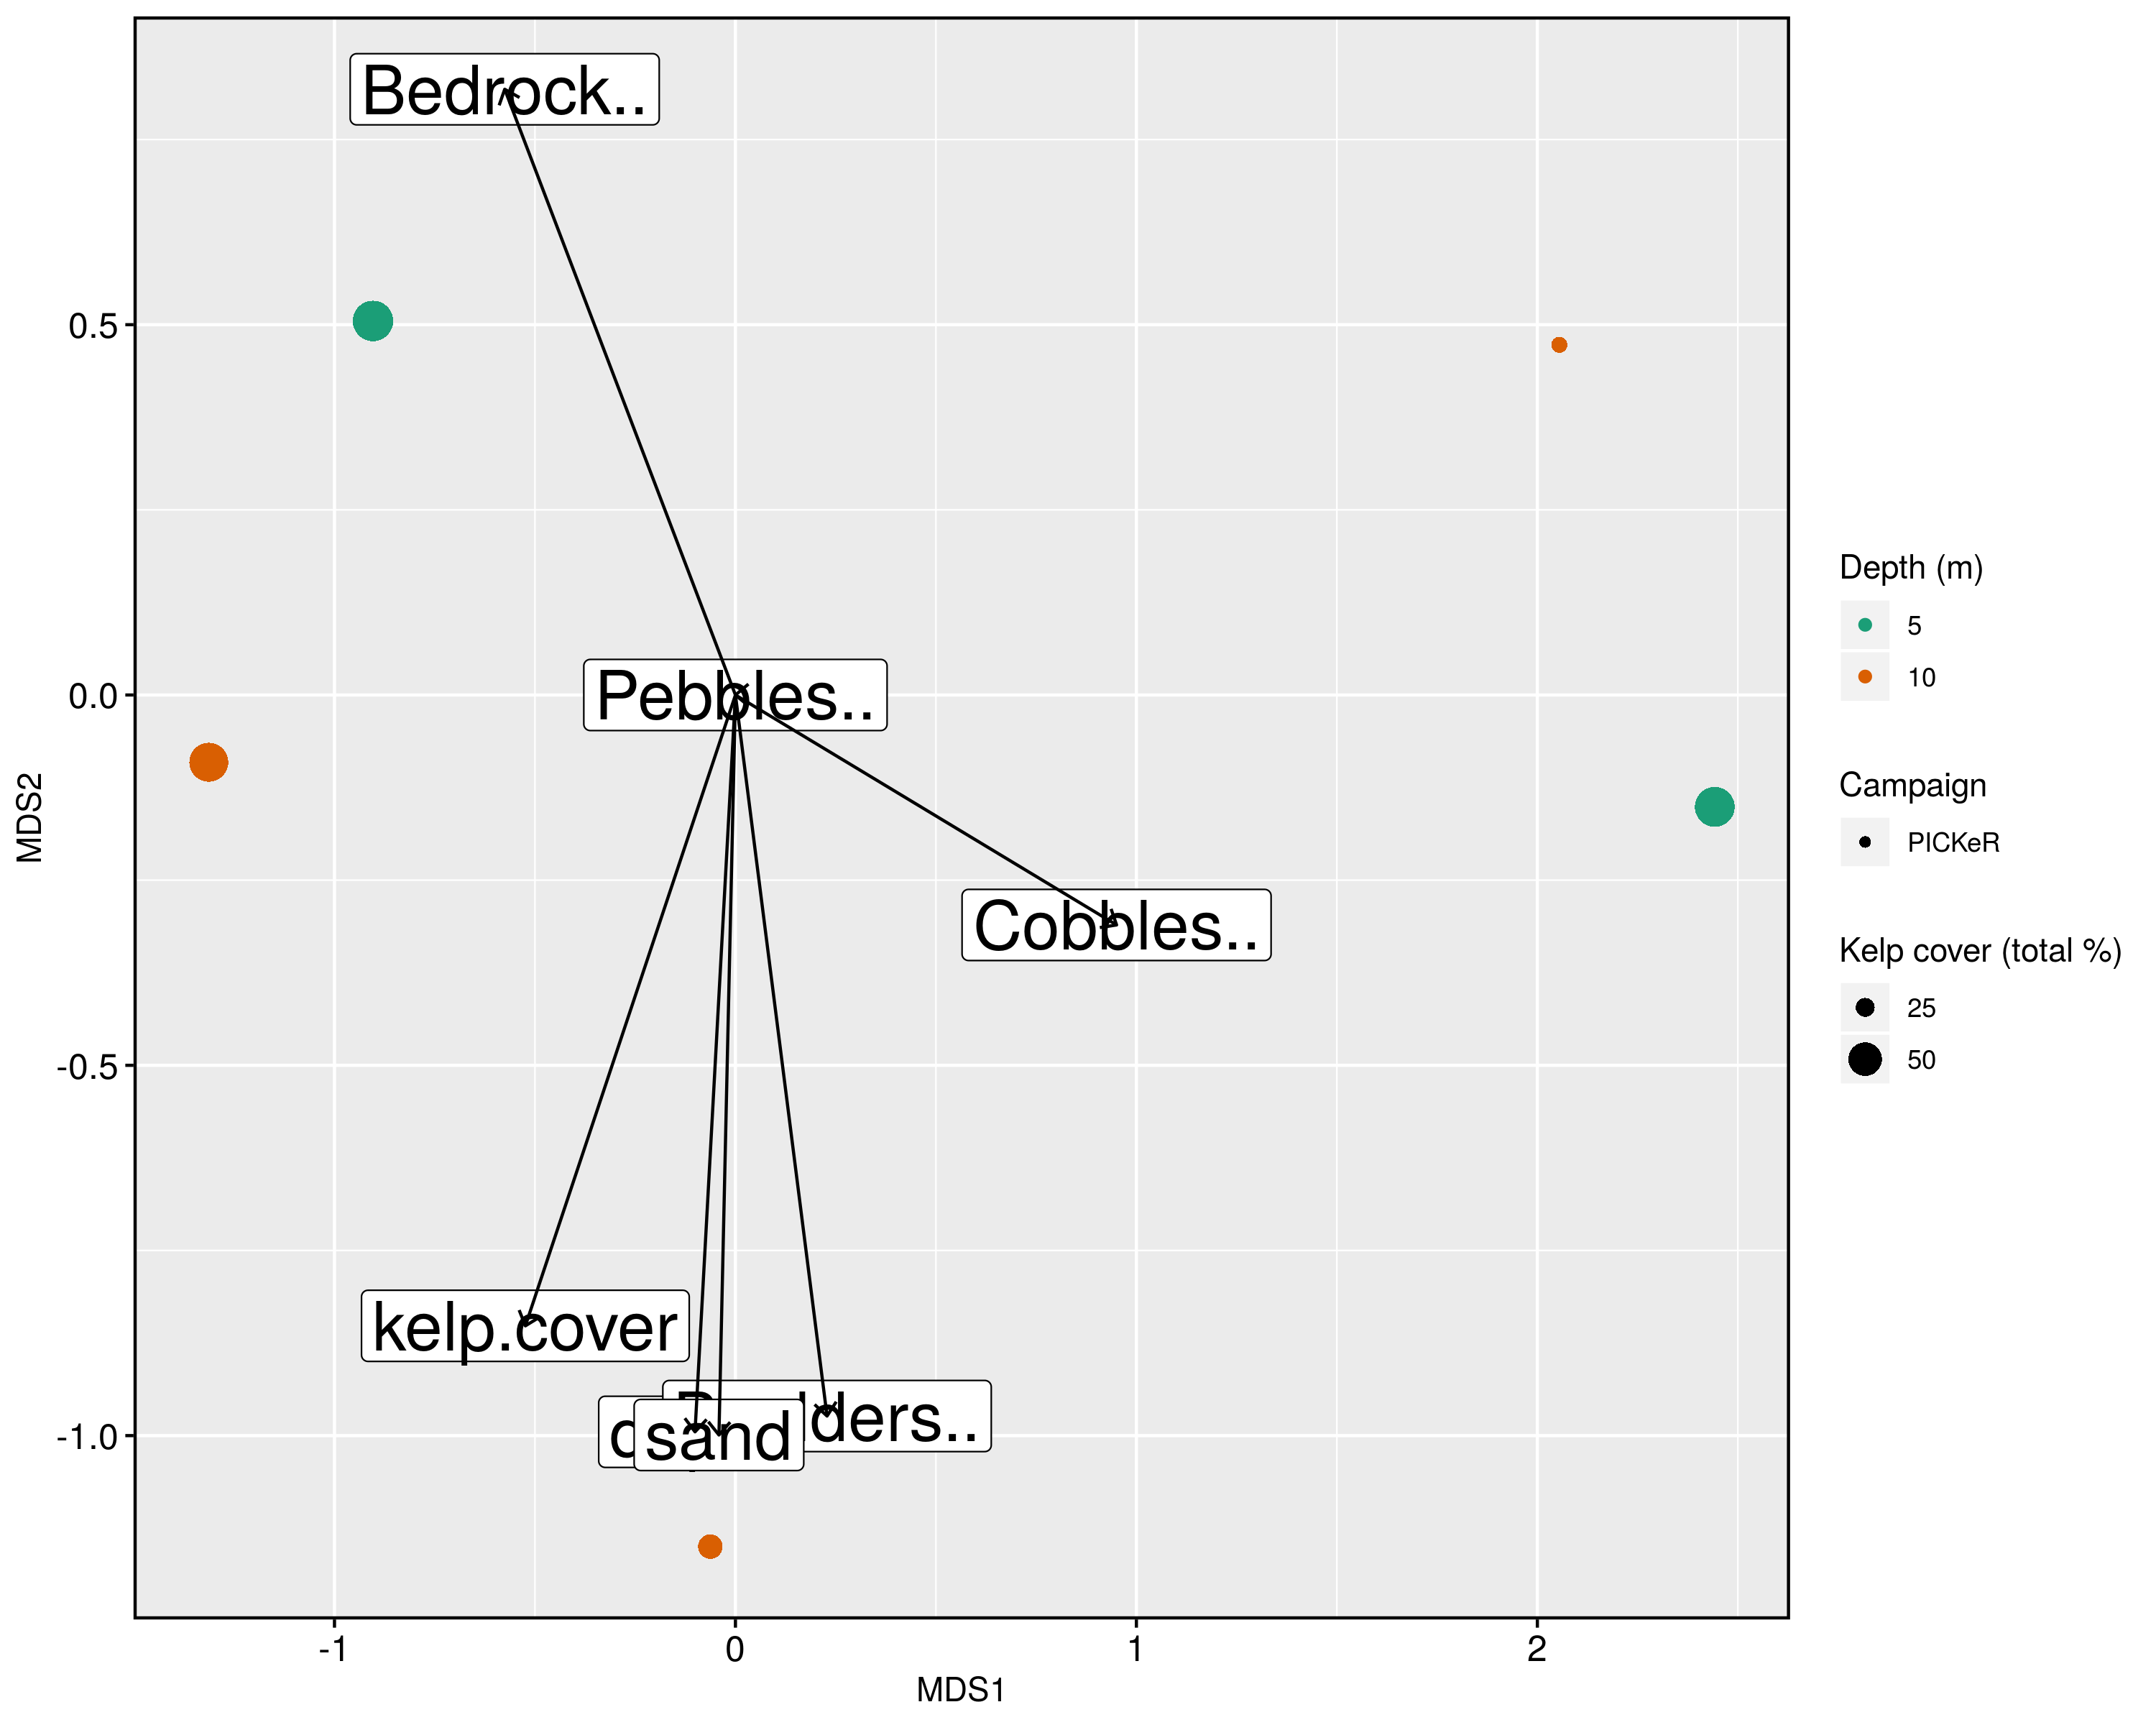 Bedrock..
Pebbles..
Cobbles..
kelp.cover
sand
0.5
0.0
-0.5
-1.0
MDS2
-1
0
1
2
MDS1
Depth (m)
5
10
Campaign
PICKeR
Kelp cover (total %)
25
50